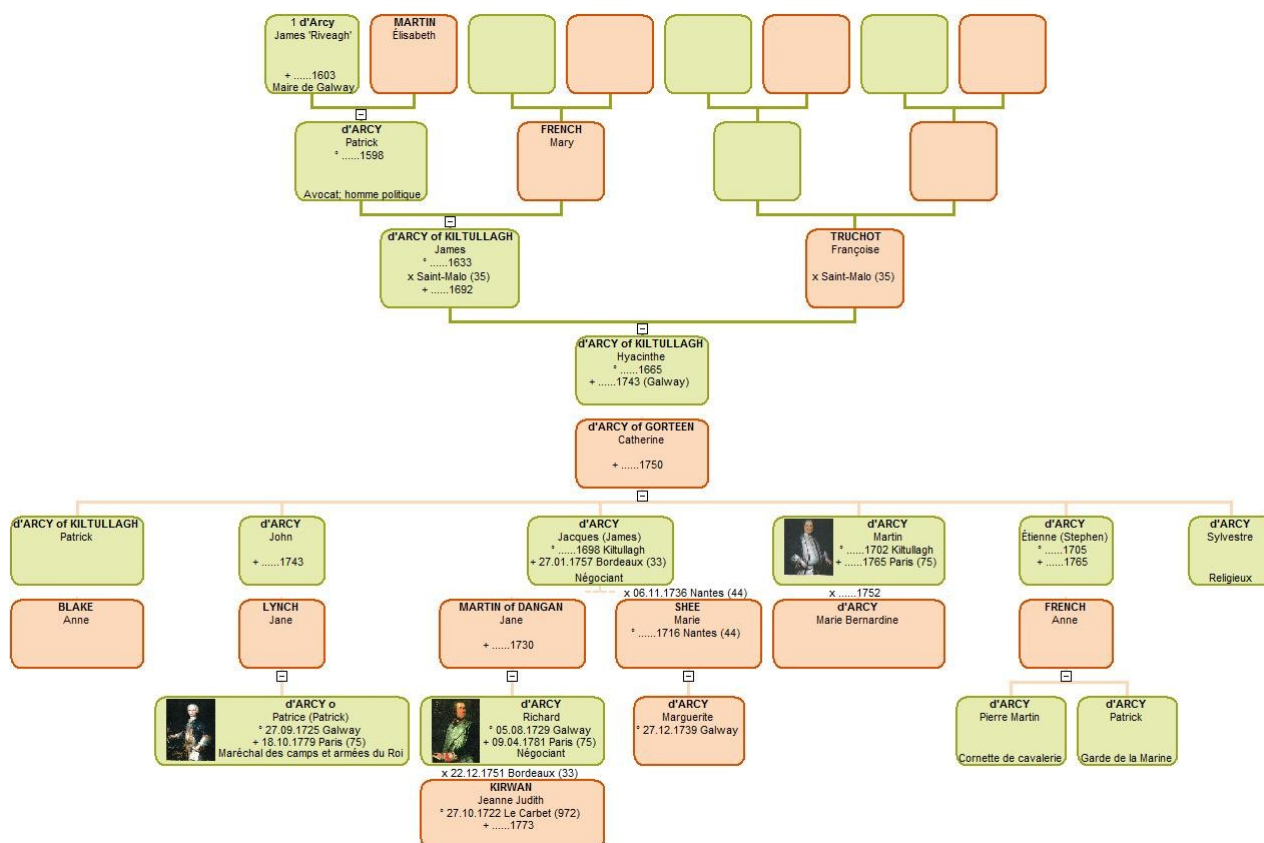 1 d'Arcy
James 'Riveagh'
+ ......1603
Maire de Galway
MARTIN
Élisabeth
d'ARCY
Patrick
° ......1598
Avocat; homme politique
FRENCH
Mary
d'ARCY of KILTULLAGH
James
° ......1633
x Saint-Malo (35)
+ ......1692
TRUCHOT
Françoise
x Saint-Malo (35)
d'ARCY of KILTULLAGH
Hyacinthe
° ......1665
+ ......1743 (Galway)
d'ARCY of GORTEEN
Catherine
+ ......1750
d'ARCY of KILTULLAGH
Patrick
d'ARCY
John
+ ......1743
d'ARCY
Jacques (James)
° ......1698 Kiltullagh
+ 27.01.1757 Bordeaux (33)
Négociant
d'ARCY
Martin
° ......1702 Kiltullagh
+ ......1765 Paris (75)
d'ARCY
Étienne (Stephen)
° ......1705
+ ......1765
d'ARCY
Sylvestre
Religieux
x 06.11.1736 Nantes (44)
x ......1752
BLAKE
Anne
LYNCH
Jane
MARTIN of DANGAN
Jane
+ ......1730
SHEE
Marie
° ......1716 Nantes (44)
d'ARCY
Marie Bernardine
FRENCH
Anne
d'ARCY o
Patrice (Patrick)
° 27.09.1725 Galway
+ 18.10.1779 Paris (75)
Maréchal des camps et armées du Roi
d'ARCY
Richard
° 05.08.1729 Galway
+ 09.04.1781 Paris (75)
Négociant
d'ARCY
Marguerite
° 27.12.1739 Galway
d'ARCY
Pierre Martin
Cornette de cavalerie
d'ARCY
Patrick
Garde de la Marine
x 22.12.1751 Bordeaux (33)
KIRWAN
Jeanne Judith
° 27.10.1722 Le Carbet (972)
+ ......1773